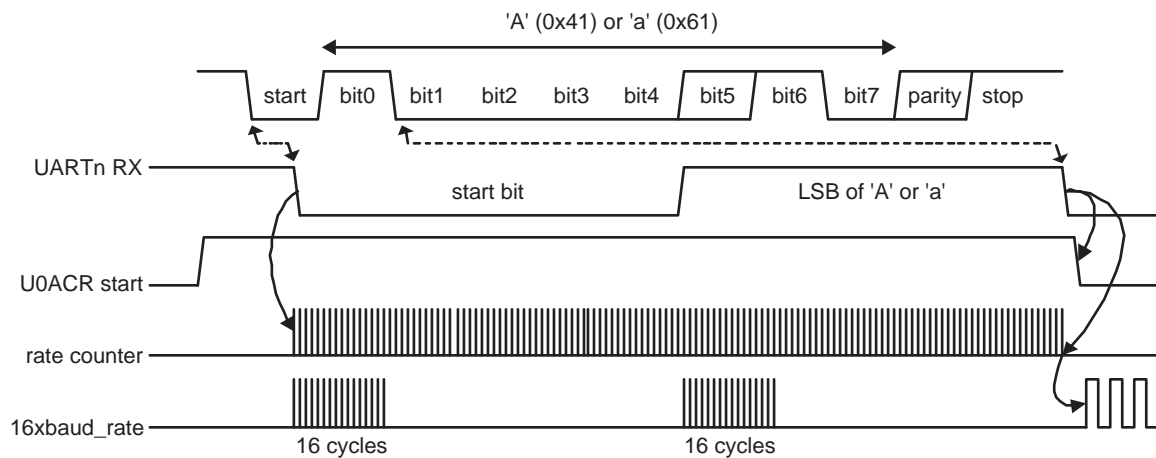 'A' (0x41) or 'a' (0x61)
start bit0 bit1 bit2 bit3 bit4 bit5 bit6 bit7 parity stop
UARTn RX
start bit
LSB of 'A' or 'a'
U0ACR start
rate counter
16xbaud_rate
16 cycles
16 cycles